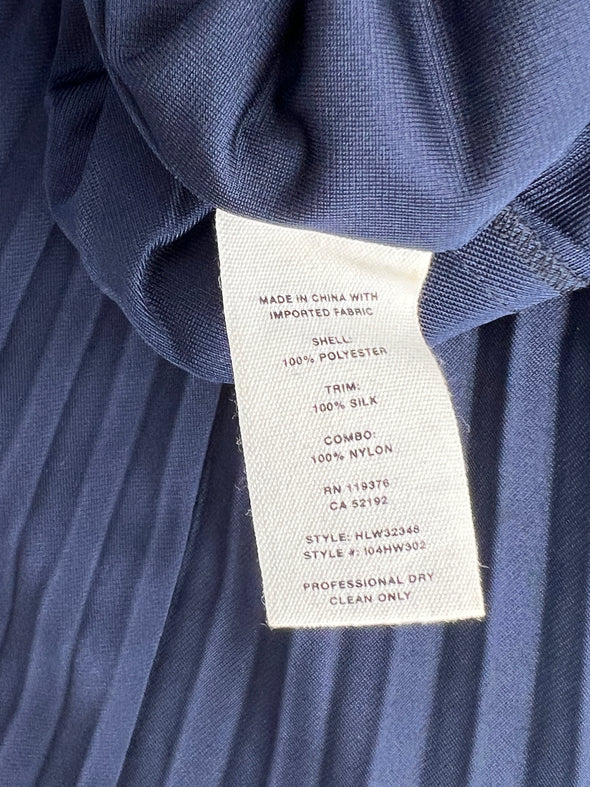 MADE IN CHINA WITH
IMPORTED FABRIC
SHELL:
100% POLYESTER
TRIM:
100% SILK
COMBO:
100% NYLON
RN 119376
CA 52192
STYLE: HLW32348
STYLE #: I04HW302
PROFESSIONAL DRY
CLEAN ONLY